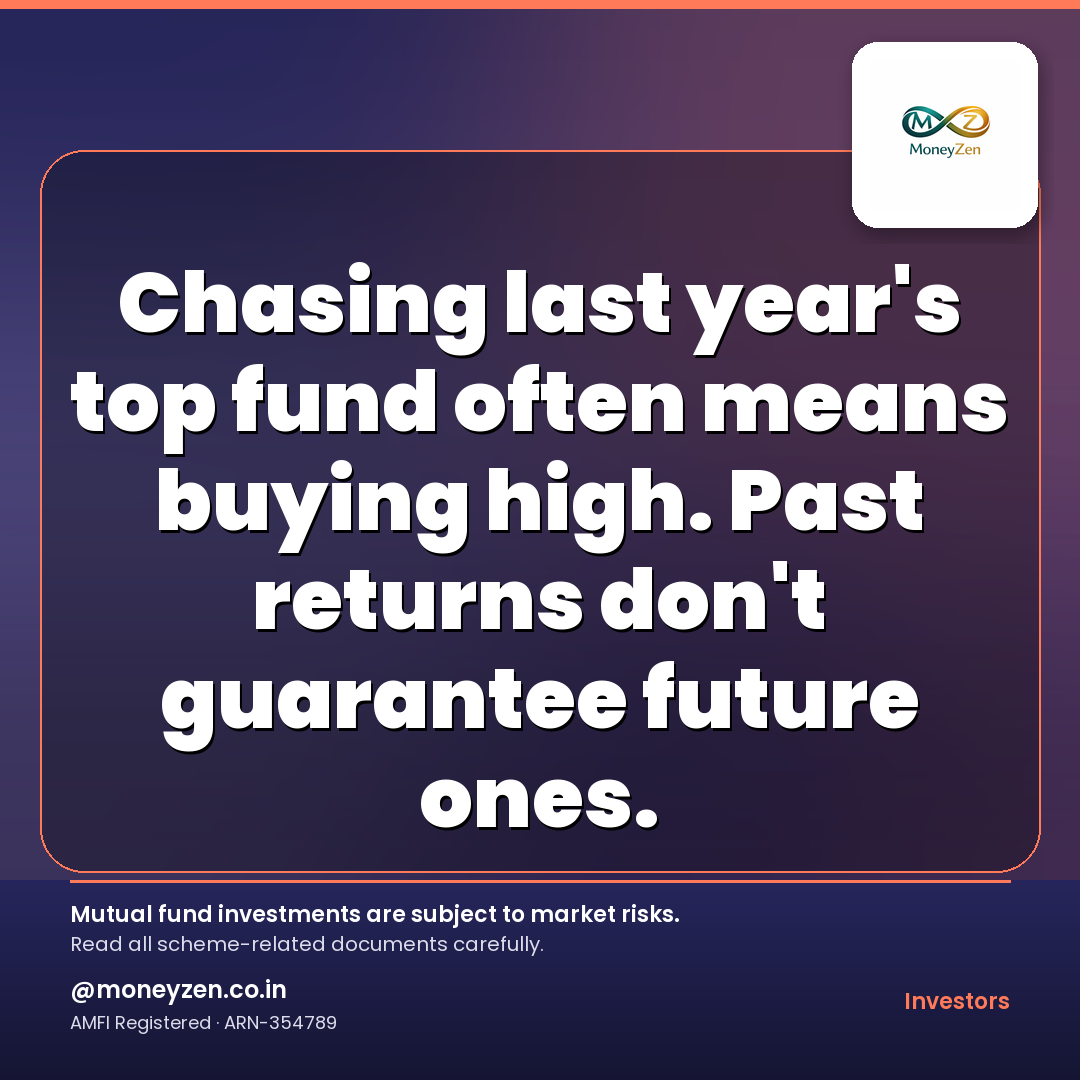 MZ
MoneyZen
Chasing last year's
top fund often means
buying high. Past
returns don't
guarantee future
ones.
Mutual fund investments are subject to market risks.
Read all scheme-related documents carefully.
@moneyzen.co.in
AMFI Registered · ARN-354789
Investors